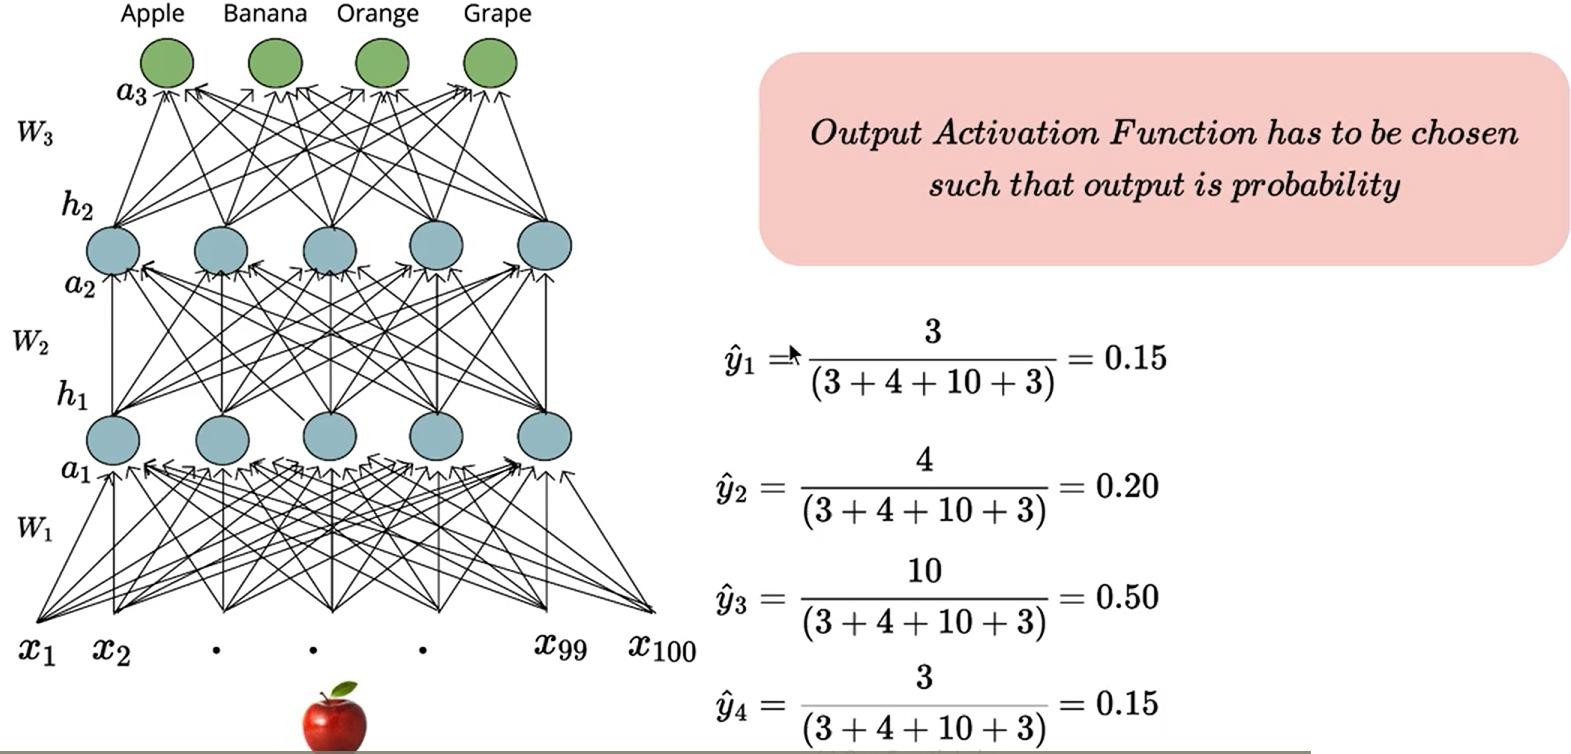 Apple Banana Orange Grape
a₃
W₃
h₂
a₂
W₂
h₁
a₁
W₁
x₁ x₂ . . . x₉₉ x₁₀₀
Output Activation Function has to be chosen
such that output is probability
ŷ₁ = 3 / (3 + 4 + 10 + 3) = 0.15
ŷ₂ = 4 / (3 + 4 + 10 + 3) = 0.20
ŷ₃ = 10 / (3 + 4 + 10 + 3) = 0.50
ŷ₄ = 3 / (3 + 4 + 10 + 3) = 0.15